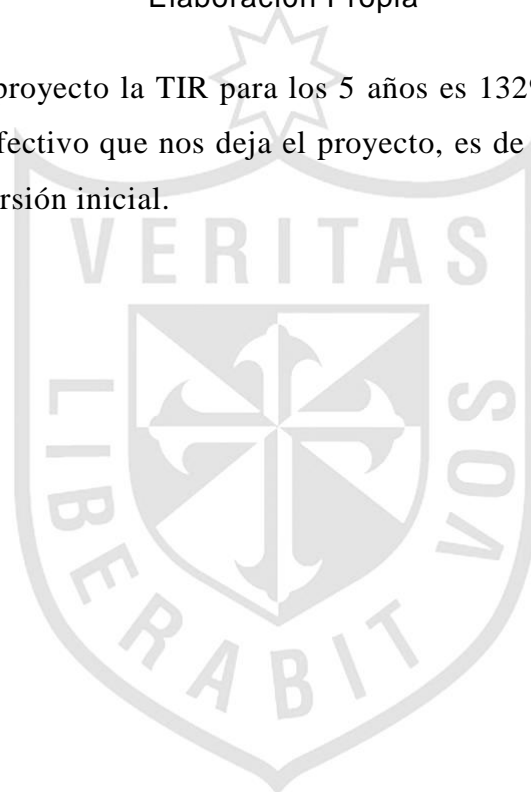 Elaboración Propia
proyecto la TIR para los 5 años es 1329
fectivo que nos deja el proyecto, es de
rsión inicial.
VERITAS
LIBERABIT
VOS